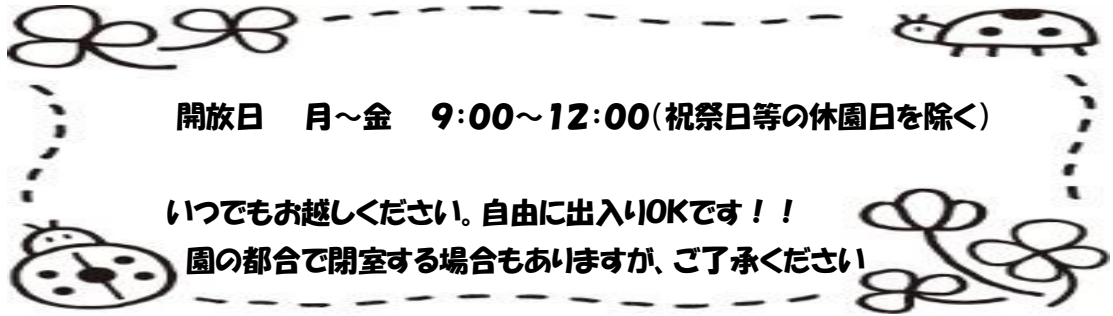 開放日　月～金　9:00～12:00(祝祭日等の休園日を除く)
いつでもお越しください。自由に出入りOKです！！
園の都合で閉室する場合もありますが、ご了承ください